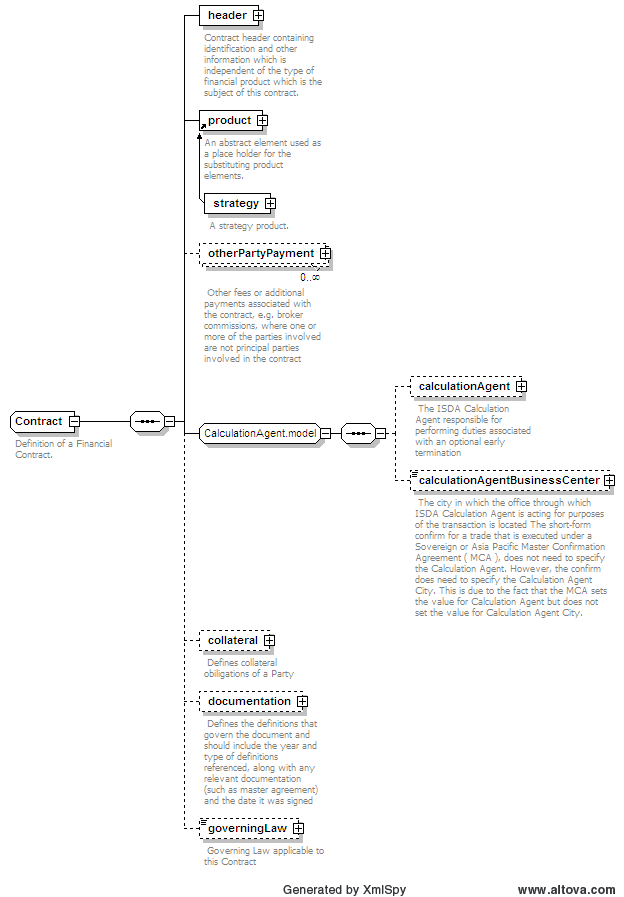 header
Contract header containing
identification and other
information which is
independent of the type of
financial product which is the
subject of this contract.
product
An abstract element used as
a place holder for the
substituting product
elements.
strategy
A strategy product.
otherPartyPayment
0..∞
Other fees or additional
payments associated with
the contract, e.g. broker
commissions, where one or
more of the parties involved
are not principal parties
involved in the contract
Contract
Definition of a Financial
Contract.
CalculationAgent.model
calculationAgent
The ISDA Calculation
Agent responsible for
performing duties associated
with an optional early
termination
calculationAgentBusinessCenter
The city in which the office through which
ISDA Calculation Agent is acting for purposes
of the transaction is located The short-form
confirm for a trade that is executed under a
Sovereign or Asia Pacific Master Confirmation
Agreement ( MCA ), does not need to specify
the Calculation Agent. However, the confirm
does need to specify the Calculation Agent
City. This is due to the fact that the MCA sets
the value for Calculation Agent but does not
set the value for Calculation Agent City.
collateral
Defines collateral
obiligations of a Party
documentation
Defines the definitions that
govern the document and
should include the year and
type of definitions
referenced, along with any
relevant documentation
(such as master agreement)
and the date it was signed
governingLaw
Governing Law applicable to
this Contract
Generated by XmlSpy
www.altova.com